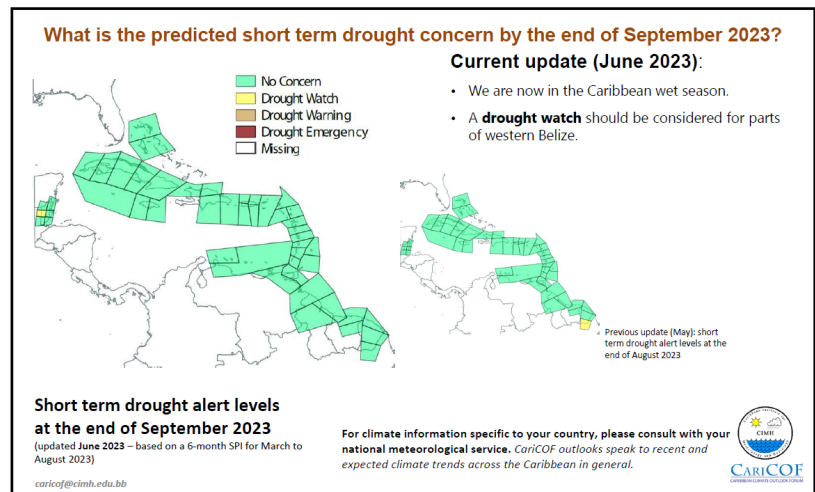 What is the predicted short term drought concern by the end of September 2023?
Current update (June 2023):
• We are now in the Caribbean wet season.
• A drought watch should be considered for parts
of western Belize.
No Concern
Drought Watch
Drought Warning
Drought Emergency
Missing
Previous update (May): short
term drought alert levels at the
end of August 2023
Short term drought alert levels
at the end of September 2023
(updated June 2023 – based on a 6-month SPI for March to
August 2023)
caricof@cimh.edu.bb
For climate information specific to your country, please consult with your
national meteorological service. CariCOF outlooks speak to recent and
expected climate trends across the Caribbean in general.
CIMH
CARICOF
CARIBBEAN CLIMATE OUTLOOK FORUM